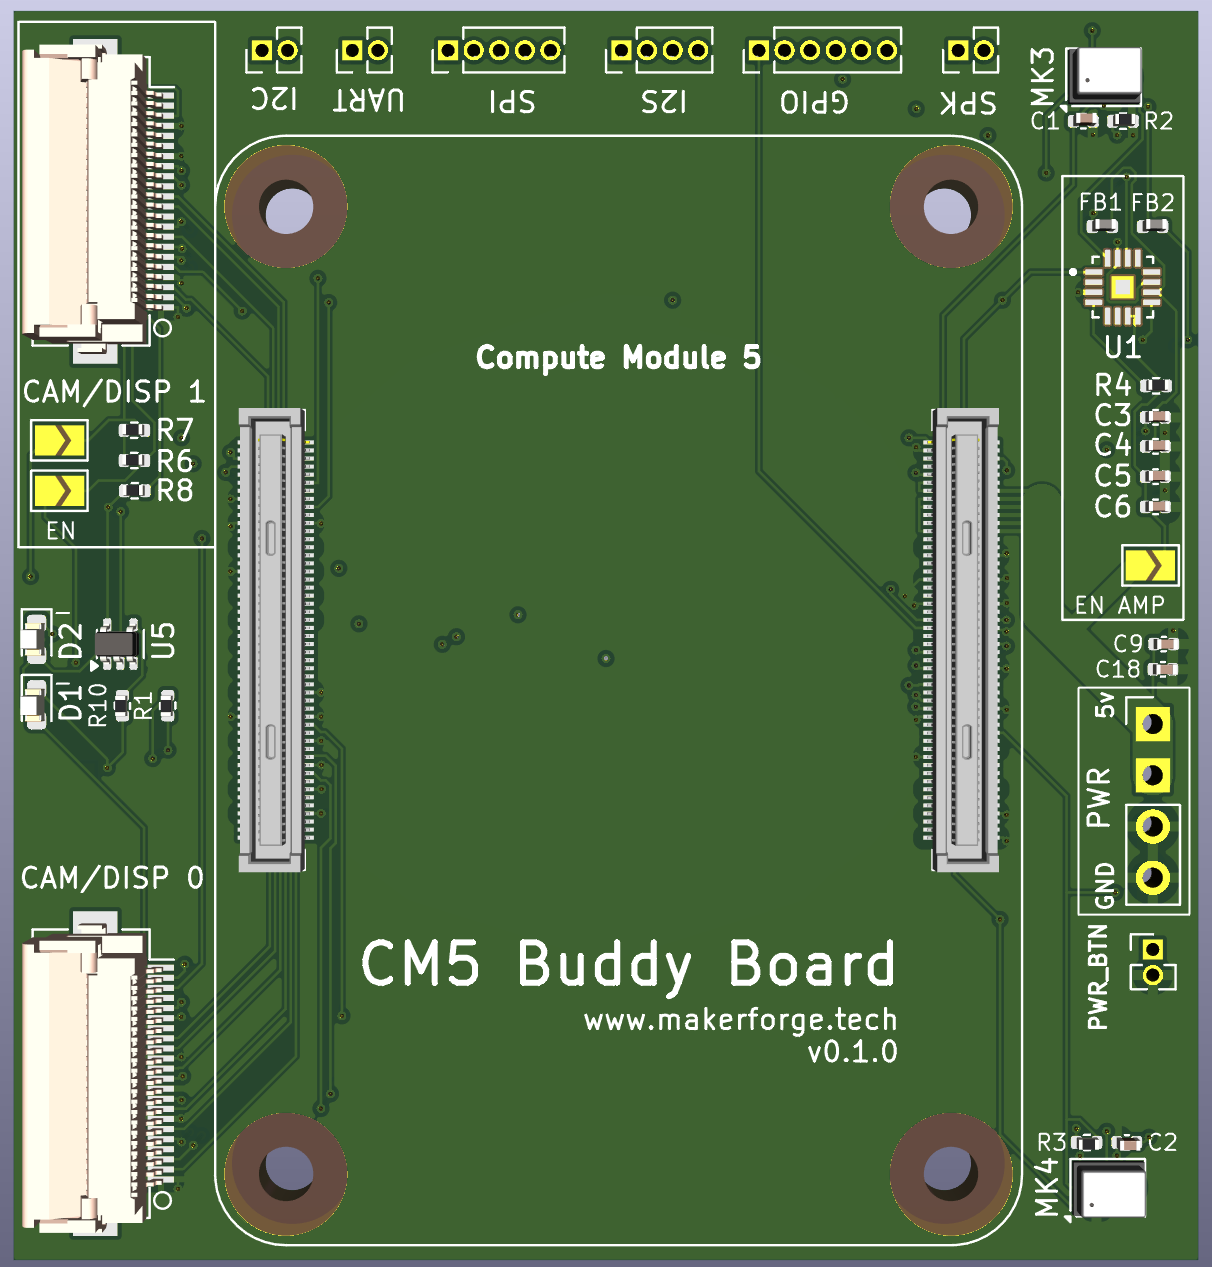 I2C
UART
SPI
I2S
GPIO
SPK
MK3
C1
R2
FB1
FB2
U1
Compute Module 5
CAM/DISP 1
R4
C3
C4
C5
C6
R7
R6
R8
EN
EN AMP
D2
U5
C9
C18
D1
R10
R1
5v
PWR
GND
CAM/DISP 0
CM5 Buddy Board
www.makerforge.tech
v0.1.0
PWR_BTN
R3
C2
MK4